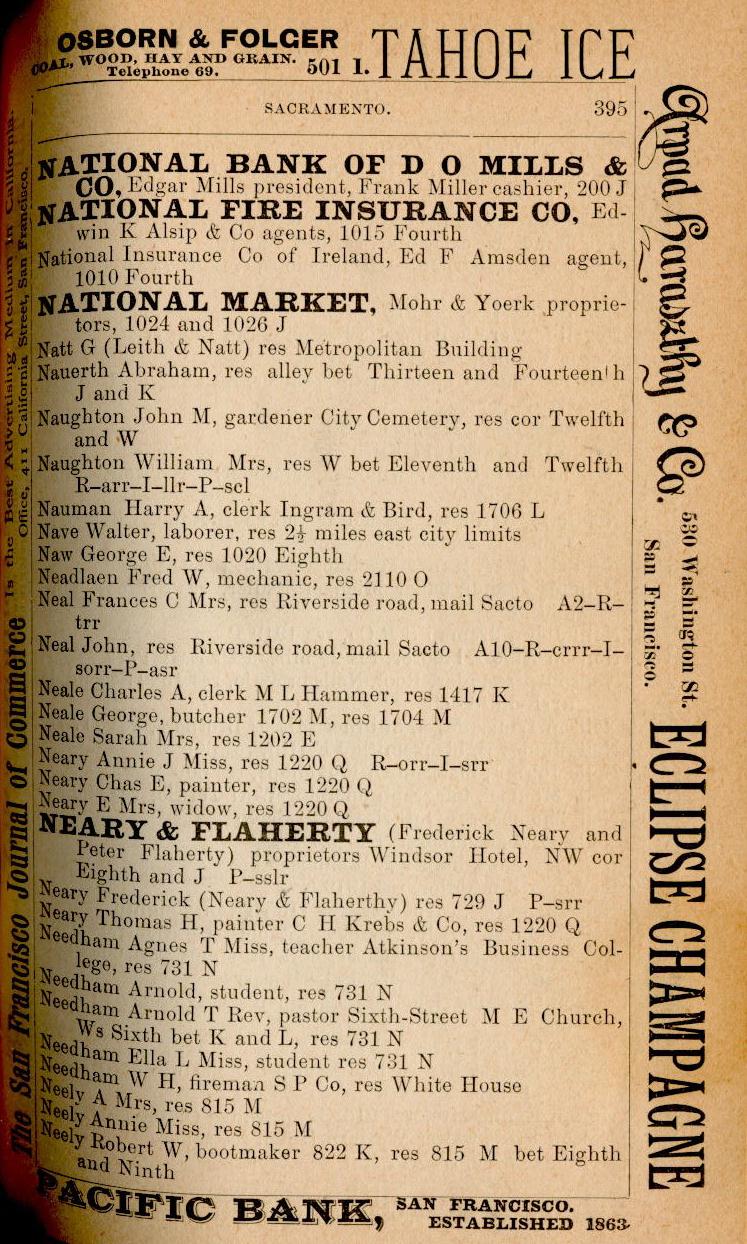 OSBORN & FOLGER
COAL, WOOD, HAY AND GRAIN.
Telephone 69.
501 I.
TAHOE ICE
SACRAMENTO. 395
NATIONAL BANK OF D O MILLS &
CO, Edgar Mills president, Frank Miller cashier, 200 J
NATIONAL FIRE INSURANCE CO, Ed-
win K Alsip & Co agents, 1015 Fourth
National Insurance Co of Ireland, Ed F Amsden agent,
1010 Fourth
NATIONAL MARKET, Mohr & Yoerk proprie-
tors, 1024 and 1026 J
Natt G (Leith & Natt) res Metropolitan Building
Nauerth Abraham, res alley bet Thirteen and Fourteenth
J and K
Naughton John M, gardener City Cemetery, res cor Twelfth
and W
Naughton William Mrs, res W bet Eleventh and Twelfth
R-arr-I-llr-P-scl
Nauman Harry A, clerk Ingram & Bird, res 1706 L
Nave Walter, laborer, res 2½ miles east city limits
Naw George E, res 1020 Eighth
Neadlaen Fred W, mechanic, res 2110 O
Neal Frances C Mrs, res Riverside road, mail Sacto A2-R-
trr
Neal John, res Riverside road, mail Sacto A10-R-crrr-I-
sorr-P-asr
Neale Charles A, clerk M L Hammer, res 1417 K
Neale George, butcher 1702 M, res 1704 M
Neale Sarah Mrs, res 1202 E
Neary Annie J Miss, res 1220 Q R-orr-I-srr
Neary Chas E, painter, res 1220 Q
Neary E Mrs, widow, res 1220 Q
NEARY & FLAHERTY (Frederick Neary and
Peter Flaherty) proprietors Windsor Hotel, NW cor
Eighth and J P-sslr
Neary Frederick (Neary & Flaherthy) res 729 J P-srr
Neary Thomas H, painter C H Krebs & Co, res 1220 Q
Needham Agnes T Miss, teacher Atkinson's Business Col-
lege, res 731 N
Needham Arnold, student, res 731 N
Needham Arnold T Rev, pastor Sixth-Street M E Church,
Ws Sixth bet K and L, res 731 N
Needham Ella L Miss, student res 731 N
Needham W H, fireman S P Co, res White House
Neely A Mrs, res 815 M
Neely Annie Miss, res 815 M
Neely Robert W, bootmaker 822 K, res 815 M bet Eighth
and Ninth
PACIFIC BANK, SAN FRANCISCO.
ESTABLISHED 1863.
The San Francisco Journal of Commerce
Is the Best Advertising Medium in California.
Office, 411 California Street, San Francisco.
Arpad Haraszthy & Co.
530 Washington St.
San Francisco.
ECLIPSE CHAMPAGNE